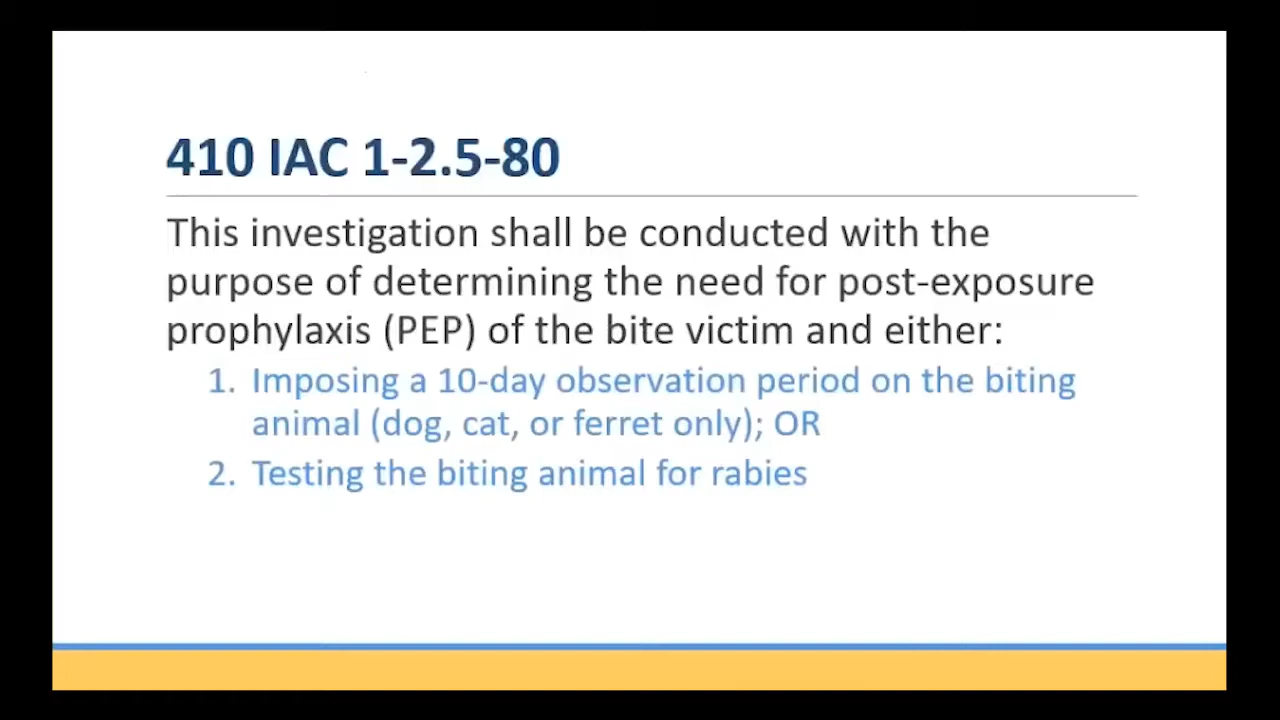 410 IAC 1-2.5-80
This investigation shall be conducted with the
purpose of determining the need for post-exposure
prophylaxis (PEP) of the bite victim and either:
1. Imposing a 10-day observation period on the biting
animal (dog, cat, or ferret only); OR
2. Testing the biting animal for rabies